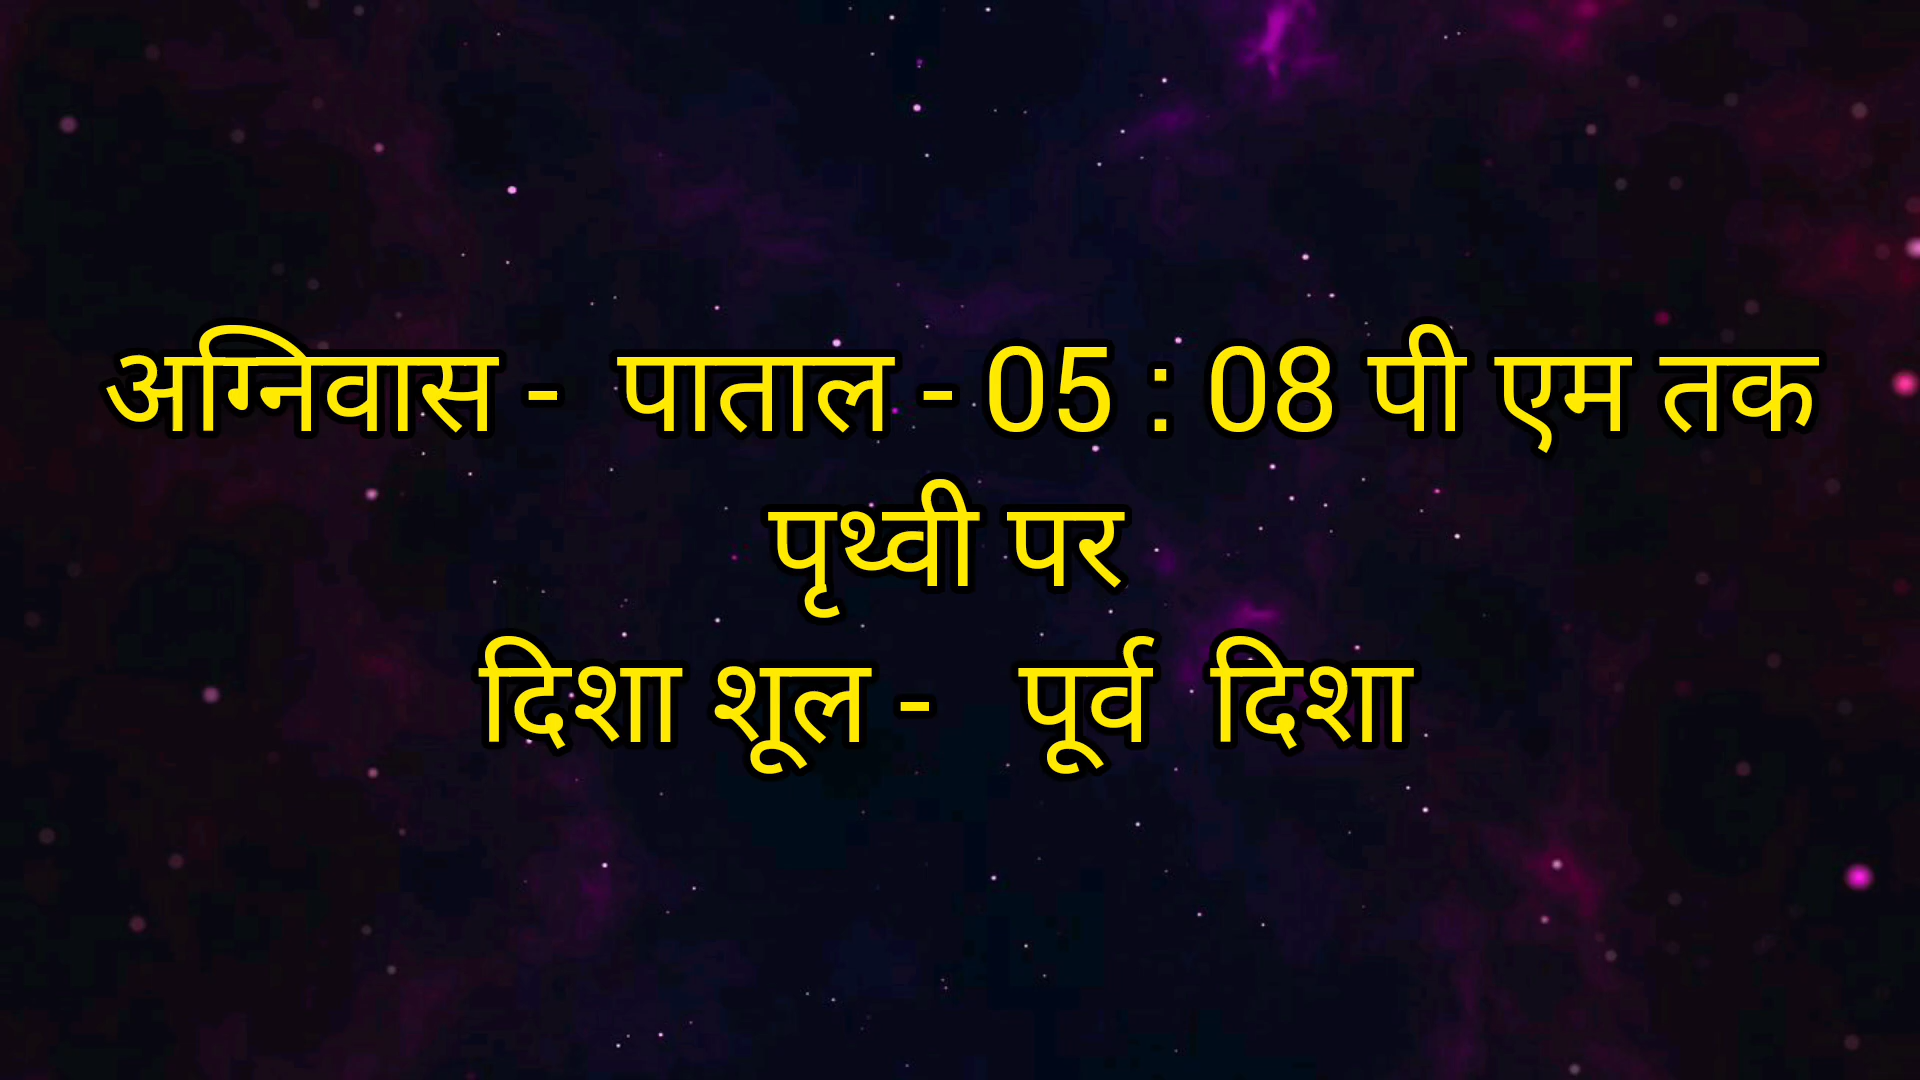 अग्निवास -  पाताल - 05 : 08 पी एम तक
पृथ्वी पर
दिशा शूल -   पूर्व  दिशा